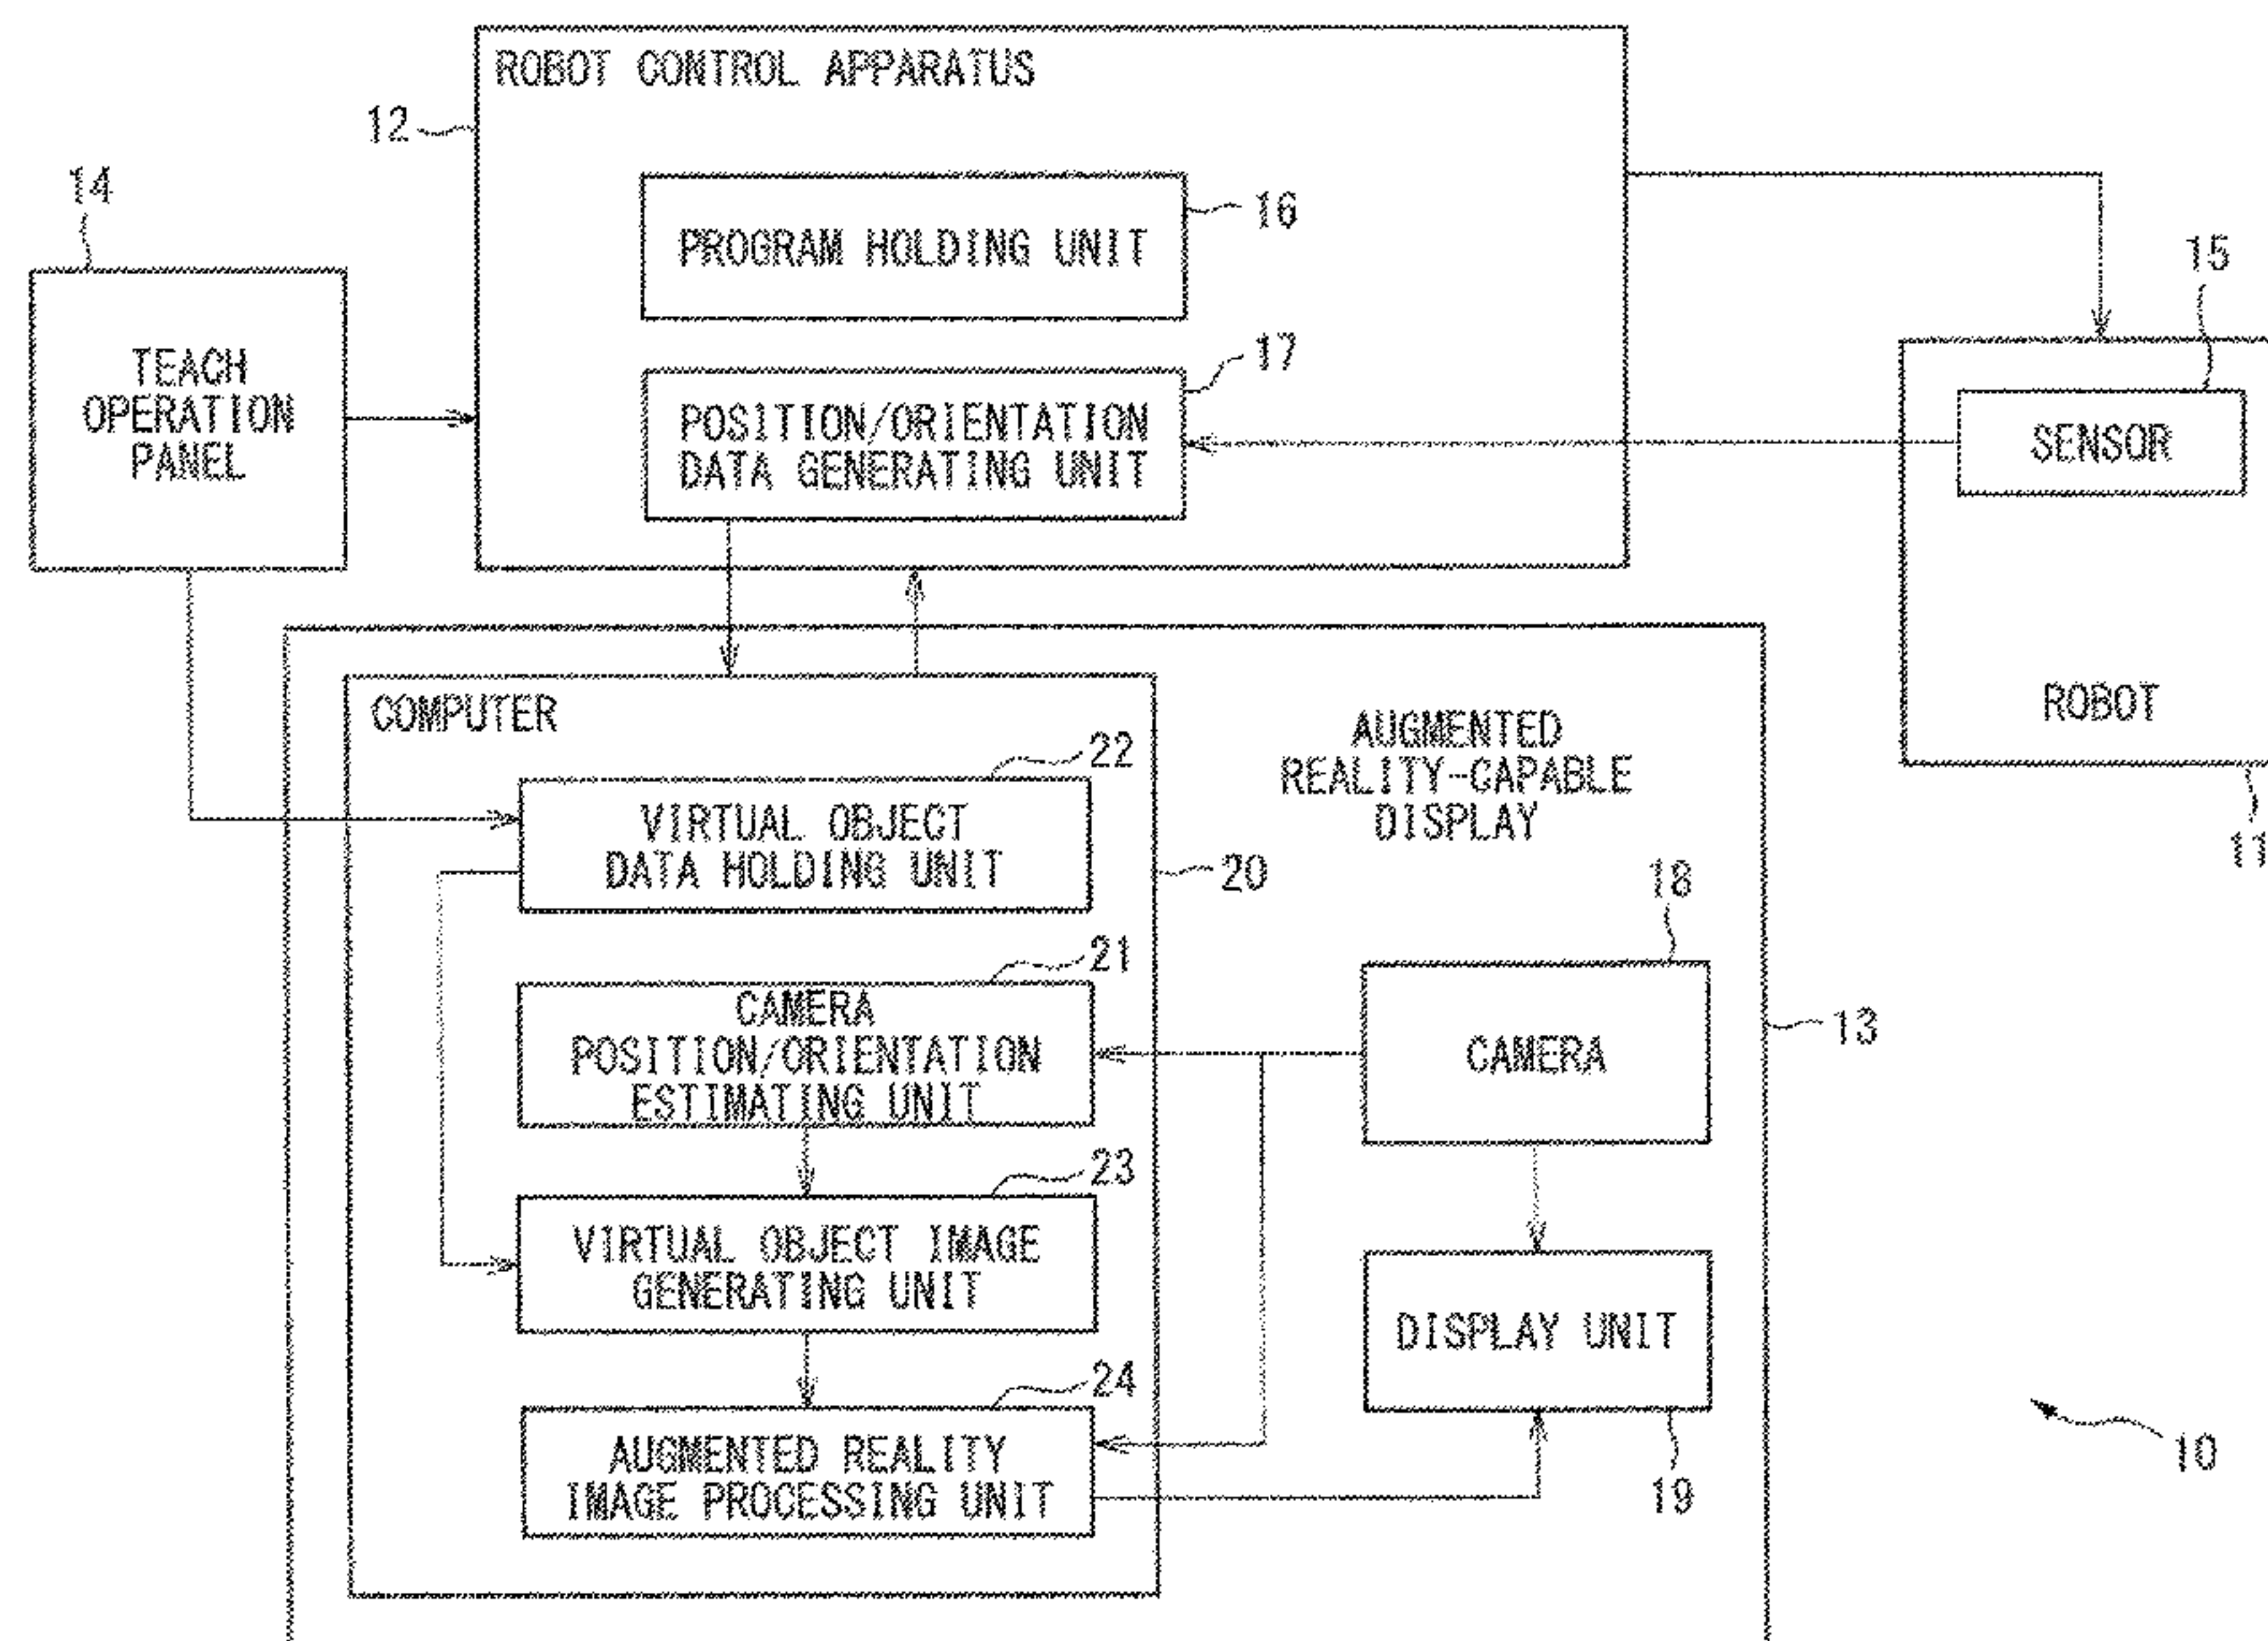 ROBOT CONTROL APPARATUS
12
14
16
PROGRAM HOLDING UNIT
15
17
TEACH
OPERATION
PANEL
POSITION/ORIENTATION
DATA GENERATING UNIT
SENSOR
ROBOT
11
COMPUTER
AUGMENTED
REALITY-CAPABLE
DISPLAY
22
VIRTUAL OBJECT
DATA HOLDING UNIT
20
18
21
CAMERA
POSITION/ORIENTATION
ESTIMATING UNIT
CAMERA
13
23
VIRTUAL OBJECT IMAGE
GENERATING UNIT
DISPLAY UNIT
24
AUGMENTED REALITY
IMAGE PROCESSING UNIT
19
10